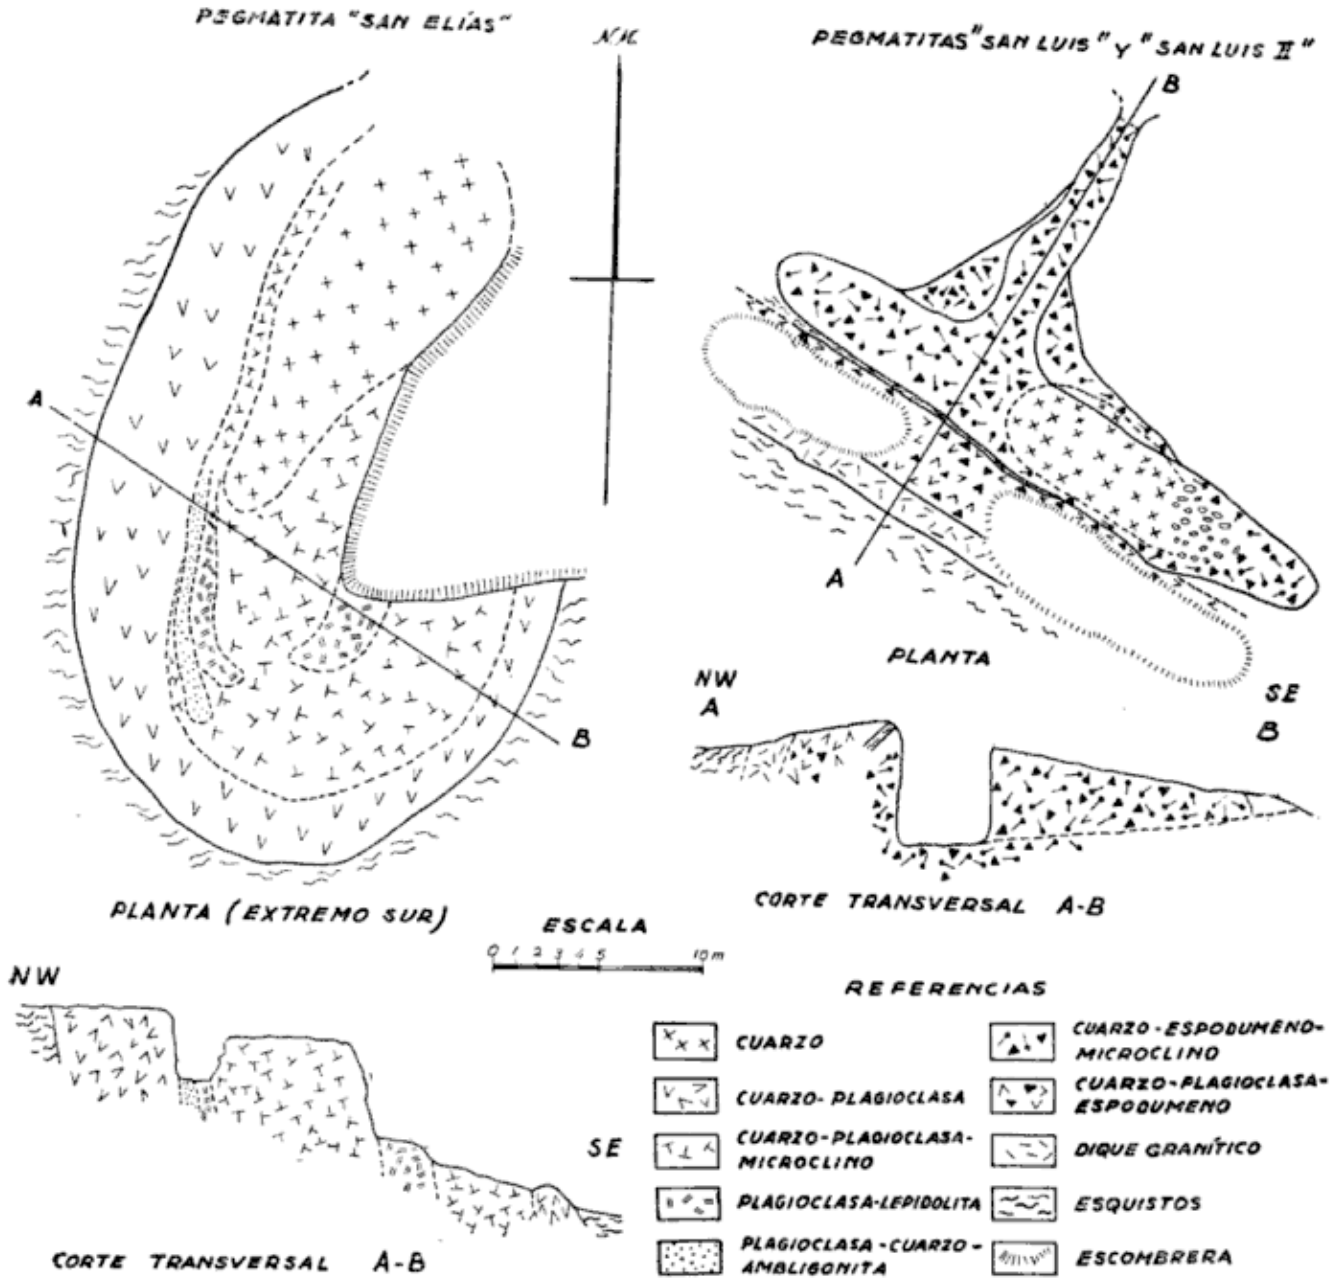 PEGMATITA "SAN ELÍAS"
N.M.
PEGMATITAS "SAN LUIS" Y "SAN LUIS II"
B
A
B
A
PLANTA
NW
A
SE
B
CORTE TRANSVERSAL A-B
PLANTA (EXTREMO SUR)
ESCALA
0 1 2 3 4 5 10 m
NW
SE
CORTE TRANSVERSAL A-B
REFERENCIAS
CUARZO
CUARZO-PLAGIOCLASA
CUARZO-PLAGIOCLASA-
MICROCLINO
PLAGIOCLASA-LEPIDOLITA
PLAGIOCLASA-CUARZO-
AMBLIGONITA
CUARZO-ESPODUMENO-
MICROCLINO
CUARZO-PLAGIOCLASA-
ESPODUMENO
DIQUE GRANÍTICO
ESQUISTOS
ESCOMBRERA